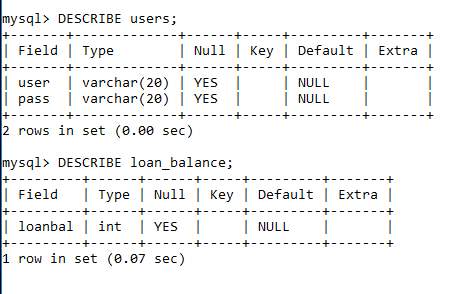 mysql> DESCRIBE users;
+-------+-------------+------+-----+---------+-------+
| Field | Type        | Null | Key | Default | Extra |
+-------+-------------+------+-----+---------+-------+
| user  | varchar(20) | YES  |     | NULL    |       |
| pass  | varchar(20) | YES  |     | NULL    |       |
+-------+-------------+------+-----+---------+-------+
2 rows in set (0.00 sec)
mysql> DESCRIBE loan_balance;
+---------+------+------+-----+---------+-------+
| Field   | Type | Null | Key | Default | Extra |
+---------+------+------+-----+---------+-------+
| loanbal | int  | YES  |     | NULL    |       |
+---------+------+------+-----+---------+-------+
1 row in set (0.07 sec)